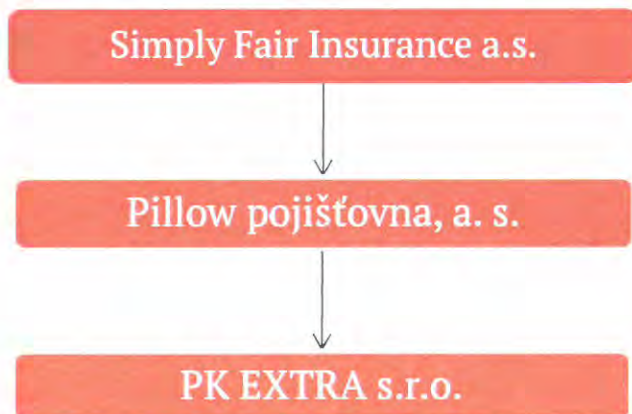 Simply Fair Insurance a.s.
Pillow pojišťovna, a. s.
PK EXTRA s.r.o.